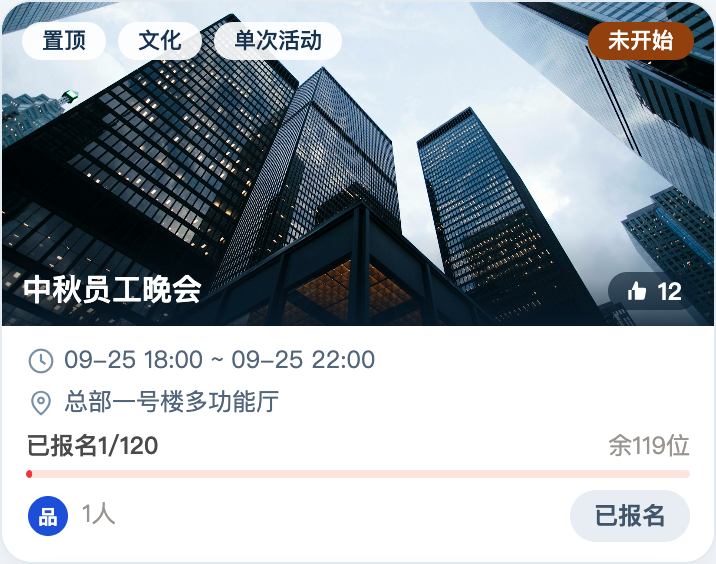 置顶 文化 单次活动 未开始
中秋员工晚会 12
09-25 18:00 ~ 09-25 22:00
总部一号楼多功能厅
已报名1/120 余119位
品 1人 已报名